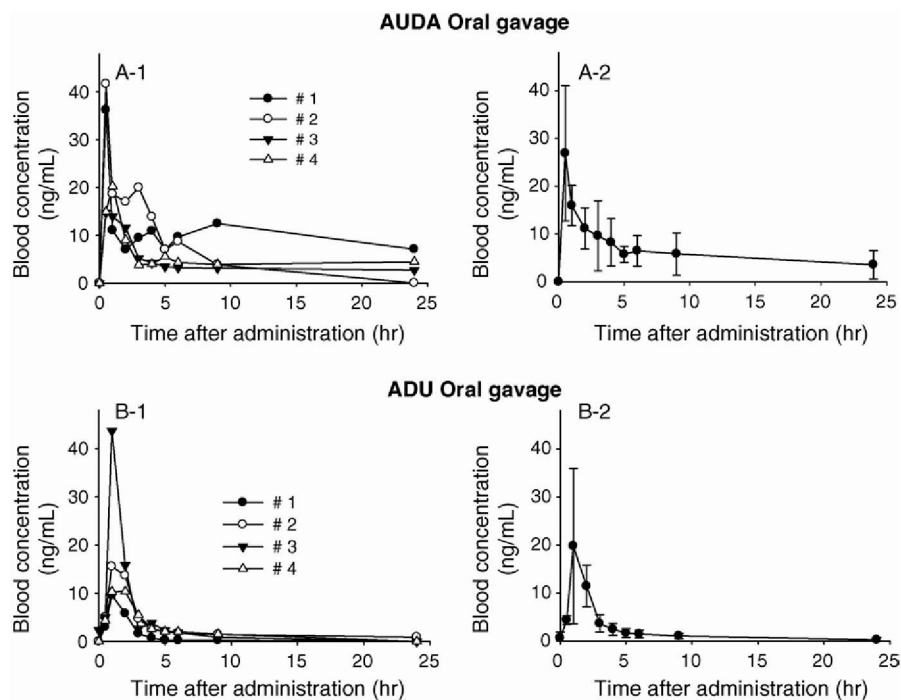 AUDA Oral gavage
A-1
# 1
# 2
# 3
# 4
Blood concentration
(ng/mL)
40
30
20
10
0
0 5 10 15 20 25
Time after administration (hr)
A-2
Blood concentration
(ng/mL)
40
30
20
10
0
0 5 10 15 20 25
Time after administration (hr)
ADU Oral gavage
B-1
# 1
# 2
# 3
# 4
Blood concentration
(ng/mL)
40
30
20
10
0
0 5 10 15 20 25
Time after administration (hr)
B-2
Blood concentration
(ng/mL)
40
30
20
10
0
0 5 10 15 20 25
Time after administration (hr)